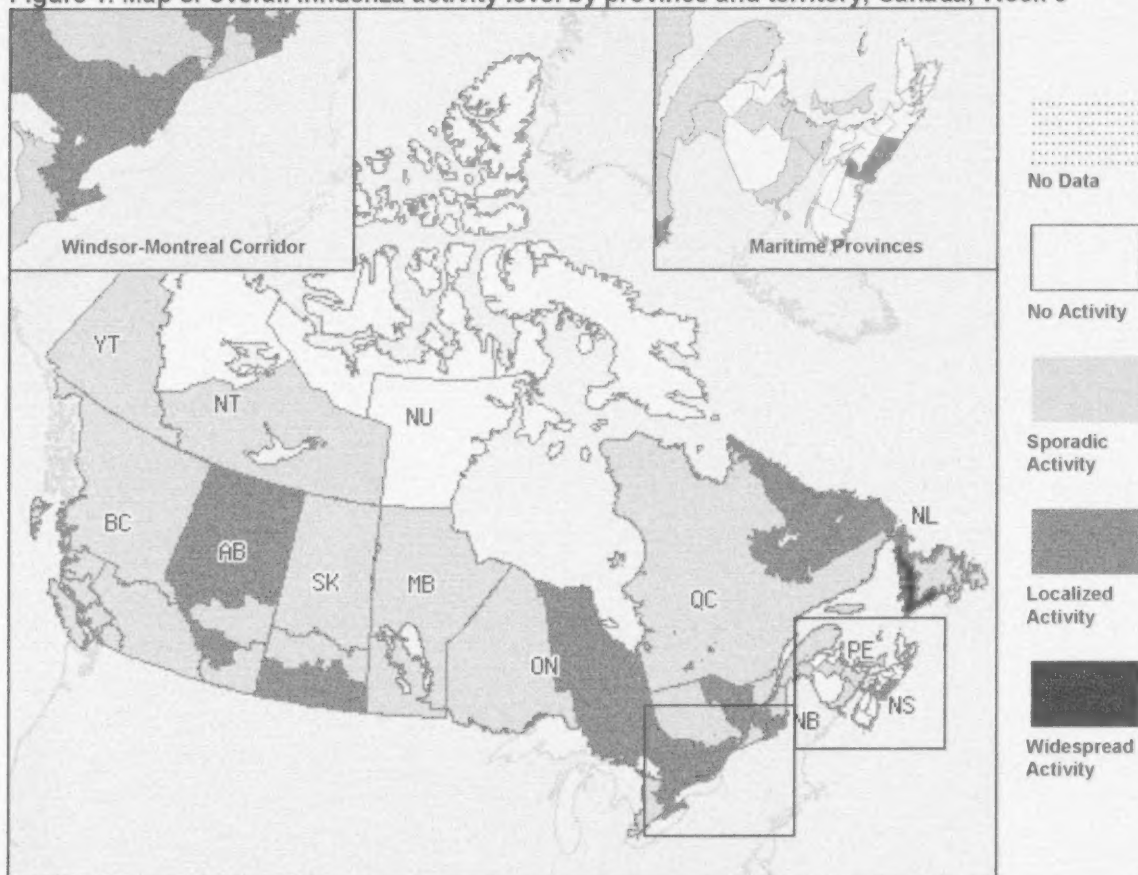 Windsor-Montreal Corridor
Maritime Provinces
No Data
No Activity
Sporadic
Activity
Localized
Activity
Widespread
Activity
YT
NT
NU
BC
AB
SK
MB
ON
QC
NL
PE
NB
NS